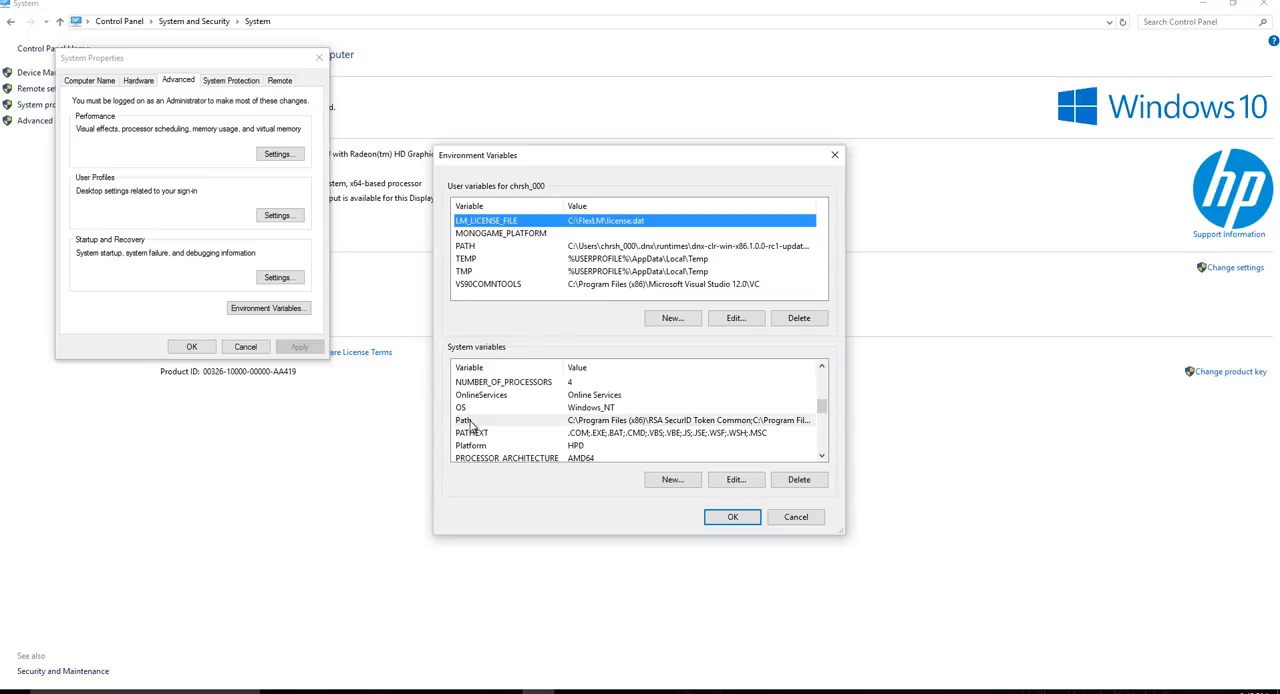 System
Control Panel
System and Security
System
Search Control Panel
System Properties
Computer Name
Hardware
Advanced
System Protection
Remote
You must be logged on as an Administrator to make most of these changes.
Performance
Visual effects, processor scheduling, memory usage, and virtual memory
Settings...
User Profiles
Desktop settings related to your sign-in
Settings...
Startup and Recovery
System startup, system failure, and debugging information
Settings...
Environment Variables...
OK
Cancel
Apply
Device Ma
Remote se
System pro
Advanced
puter
d.
Windows 10
with Radeon(tm) HD Graphic
stem, x64-based processor
put is available for this Display
hp
Support Information
Change settings
are License Terms
Product ID: 00326-10000-00000-AA419
Change product key
Environment Variables
User variables for chrsh_000
Variable Value
LM_LICENSE_FILE C:\FlexLM\license.dat
MONOGAME_PLATFORM
PATH C:\Users\chrsh_000\.dnx\runtimes\dnx-clr-win-x86.1.0.0-rc1-updat...
TEMP %USERPROFILE%\AppData\Local\Temp
TMP %USERPROFILE%\AppData\Local\Temp
VS90COMNTOOLS C:\Program Files (x86)\Microsoft Visual Studio 12.0\VC
New... Edit... Delete
System variables
Variable Value
NUMBER_OF_PROCESSORS 4
OnlineServices Online Services
OS Windows_NT
Path C:\Program Files (x86)\RSA SecurID Token Common;C:\Program Fil...
PATHEXT .COM;.EXE;.BAT;.CMD;.VBS;.VBE;.JS;.JSE;.WSF;.WSH;.MSC
Platform HPD
PROCESSOR_ARCHITECTURE AMD64
New... Edit... Delete
OK Cancel
See also
Security and Maintenance